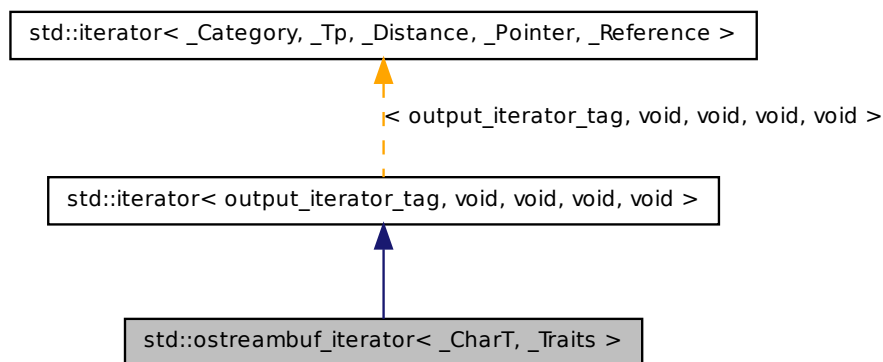 std::iterator< _Category, _Tp, _Distance, _Pointer, _Reference >
< output_iterator_tag, void, void, void, void >
std::iterator< output_iterator_tag, void, void, void, void >
std::ostreambuf_iterator< _CharT, _Traits >